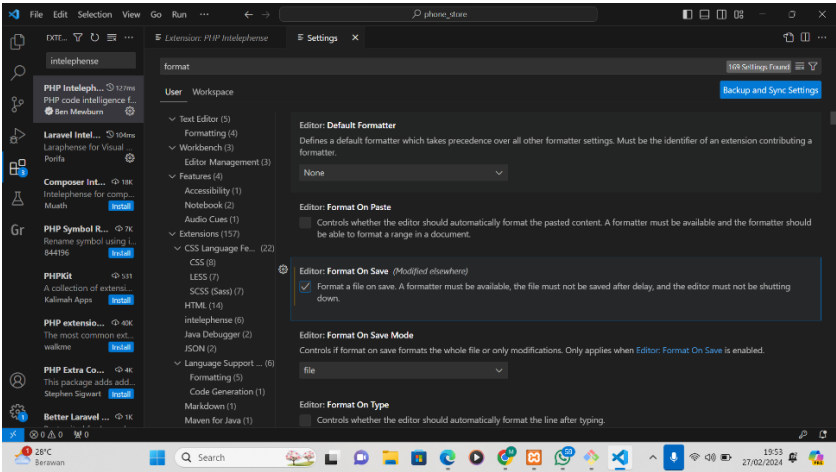 File Edit Selection View Go Run ··· phone_store
EXTE...
Extension: PHP Intelephense
Settings
intelephense
format
169 Settings Found
User Workspace
Backup and Sync Settings
PHP Inteleph... 127ms
PHP code intelligence f...
Ben Mewburn
Laravel Intel... 104ms
Laraphense for Visual ...
Porifa
Composer Int... 18K
Intelephense for comp...
Muath Install
PHP Symbol R... 7K
Rename symbol using i...
844196 Install
PHPKit 531
A collection of extensi...
Kalimah Apps Install
PHP extensio... 40K
The most common ext...
walkme Install
PHP Extra Co... 4K
This package adds add...
Stephen Sigwart Install
Better Laravel ... 1K
Gr
3
1
Text Editor (5)
Formatting (4)
Workbench (3)
Editor Management (3)
Features (4)
Accessibility (1)
Notebook (2)
Audio Cues (1)
Extensions (157)
CSS Language Fe... (22)
CSS (8)
LESS (7)
SCSS (Sass) (7)
HTML (14)
intelephense (6)
Java Debugger (2)
JSON (2)
Language Support ... (6)
Formatting (5)
Code Generation (1)
Markdown (1)
Maven for Java (1)
Editor: Default Formatter
Defines a default formatter which takes precedence over all other formatter settings. Must be the identifier of an extension contributing a
formatter.
None
Editor: Format On Paste
Controls whether the editor should automatically format the pasted content. A formatter must be available and the formatter should
be able to format a range in a document.
Editor: Format On Save (Modified elsewhere)
Format a file on save. A formatter must be available, the file must not be saved after delay, and the editor must not be shutting
down.
Editor: Format On Save Mode
Controls if format on save formats the whole file or only modifications. Only applies when Editor: Format On Save is enabled.
file
Editor: Format On Type
Controls whether the editor should automatically format the line after typing.
0 0 0
1
28°C
Berawan
Search
19:53
27/02/2024